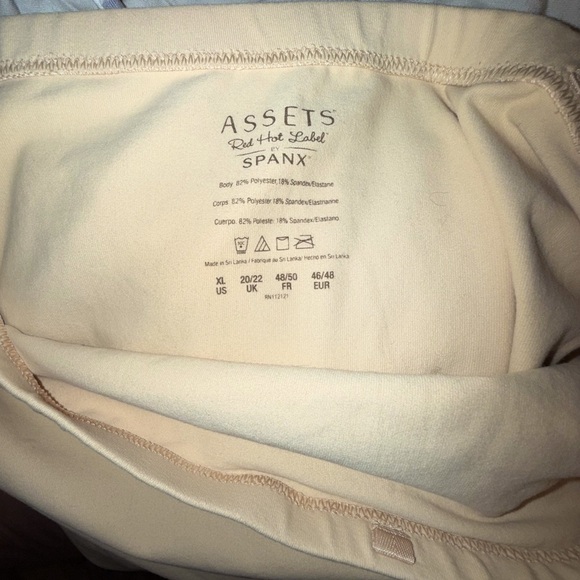 ASSETS
Red Hot Label
BY
SPANX®
Body: 82% Polyester, 18% Spandex/Elastane.
Corps: 82% Polyester 18% Spandex/Elasthanne.
Cuerpo: 82% Poliester. 18% Spandex/Elastano.
Made in Sri Lanka / Fabriqué au Sri Lanka/ Hecho en Sri Lanka
XL 20/22 48/50 46/48
US UK FR EUR
RN112121